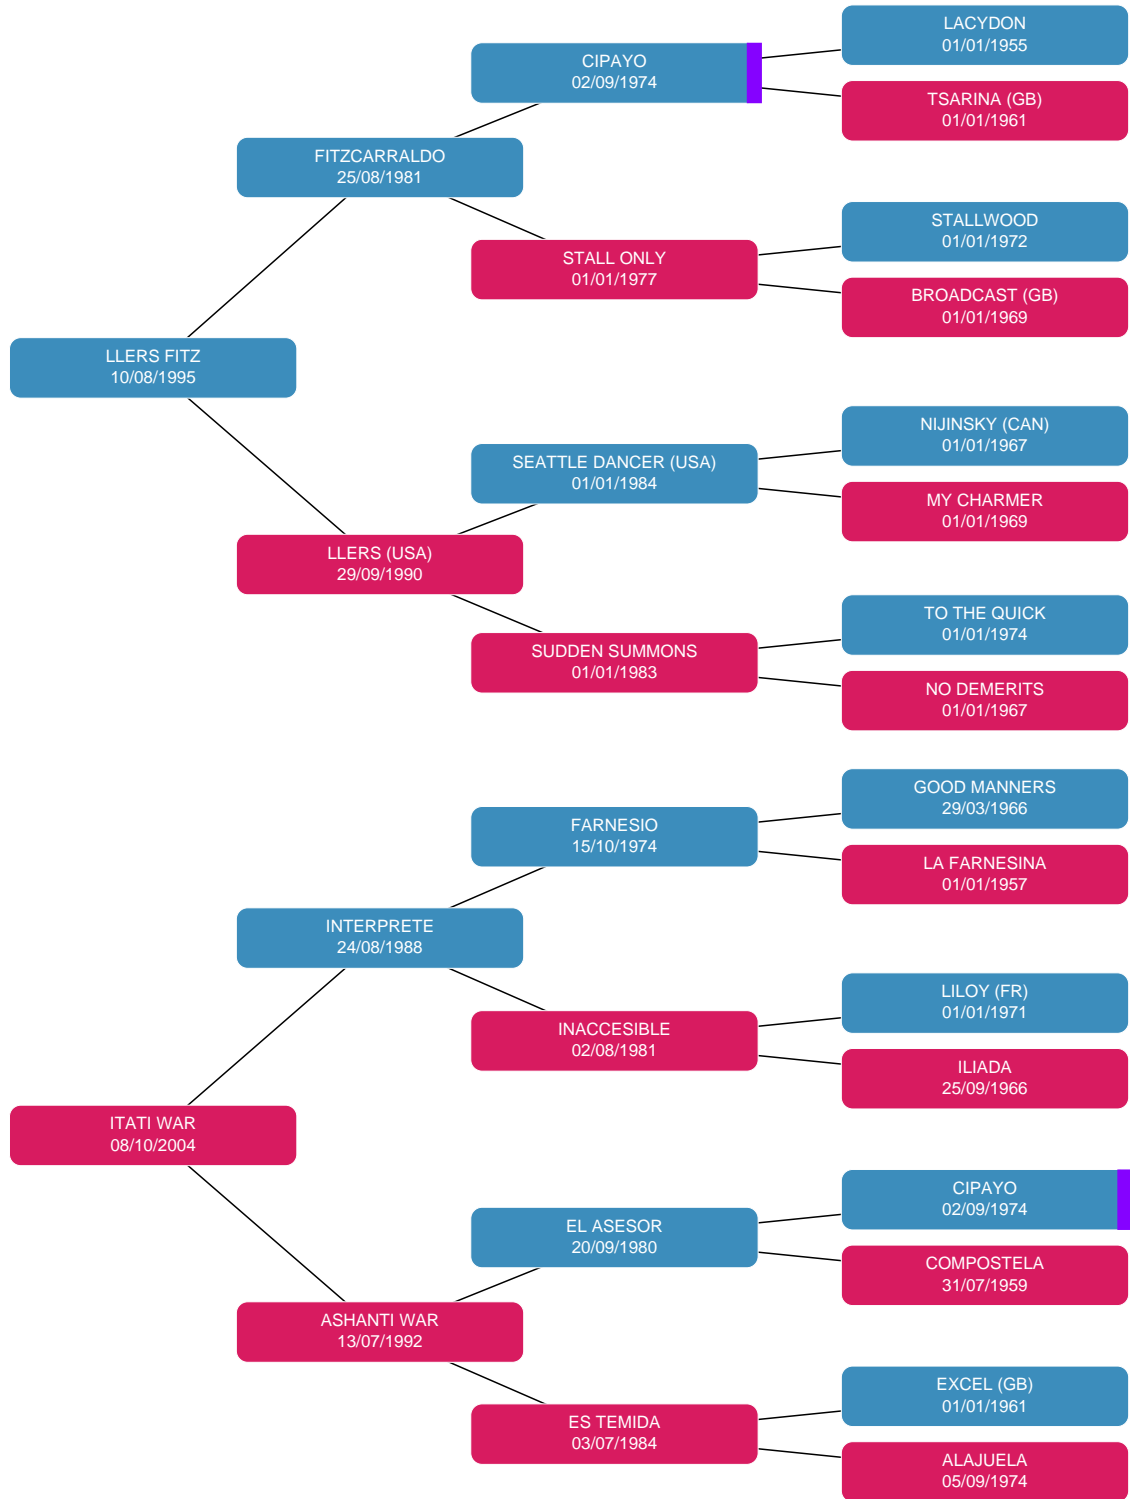 LACYDON
01/01/1955
CIPAYO
02/09/1974
TSARINA (GB)
01/01/1961
FITZCARRALDO
25/08/1981
STALLWOOD
01/01/1972
STALL ONLY
01/01/1977
BROADCAST (GB)
01/01/1969
LLERS FITZ
10/08/1995
NIJINSKY (CAN)
01/01/1967
SEATTLE DANCER (USA)
01/01/1984
MY CHARMER
01/01/1969
LLERS (USA)
29/09/1990
TO THE QUICK
01/01/1974
SUDDEN SUMMONS
01/01/1983
NO DEMERITS
01/01/1967
GOOD MANNERS
29/03/1966
FARNESIO
15/10/1974
LA FARNESINA
01/01/1957
INTERPRETE
24/08/1988
LILOY (FR)
01/01/1971
INACCESIBLE
02/08/1981
ILIADA
25/09/1966
ITATI WAR
08/10/2004
CIPAYO
02/09/1974
EL ASESOR
20/09/1980
COMPOSTELA
31/07/1959
ASHANTI WAR
13/07/1992
EXCEL (GB)
01/01/1961
ES TEMIDA
03/07/1984
ALAJUELA
05/09/1974